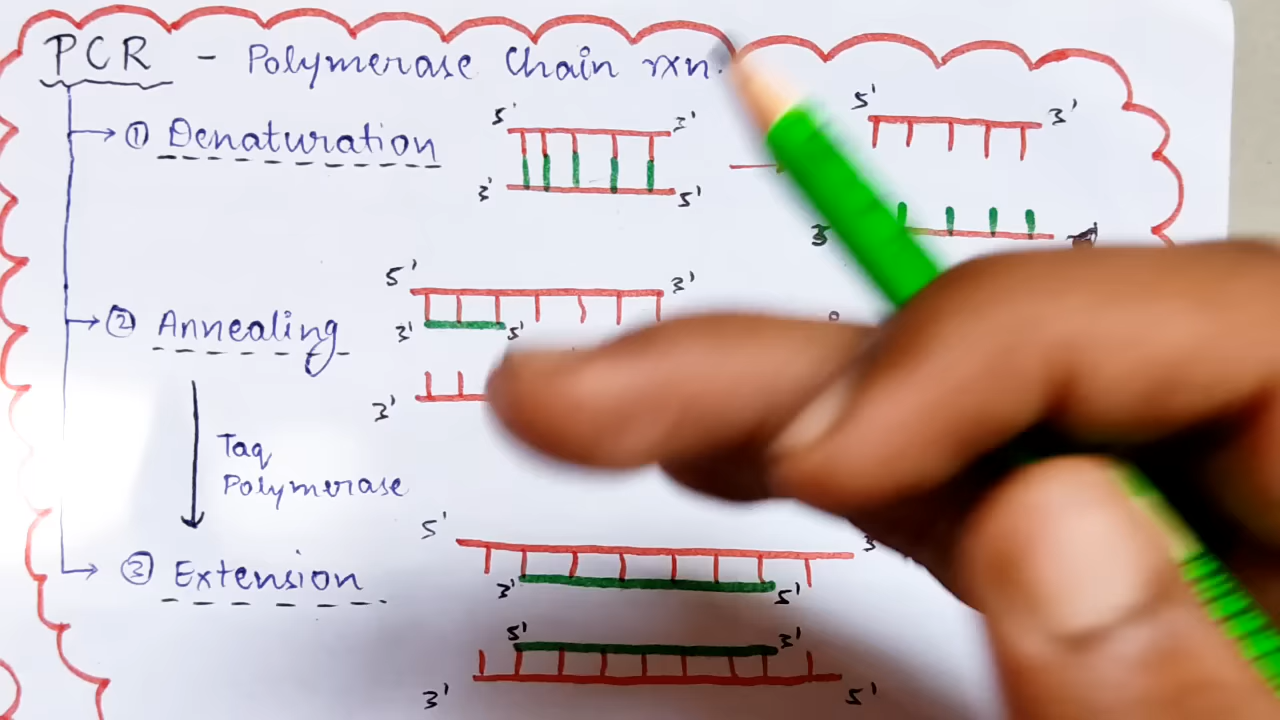 PCR - Polymerase Chain rxn.
① Denaturation
5' 3'
3' 5'
5' 3'
3
② Annealing
5' 3'
3' 5'
3'
Taq
Polymerase
③ Extension
5' 3
3' 5'
5' 3'
3' 5'